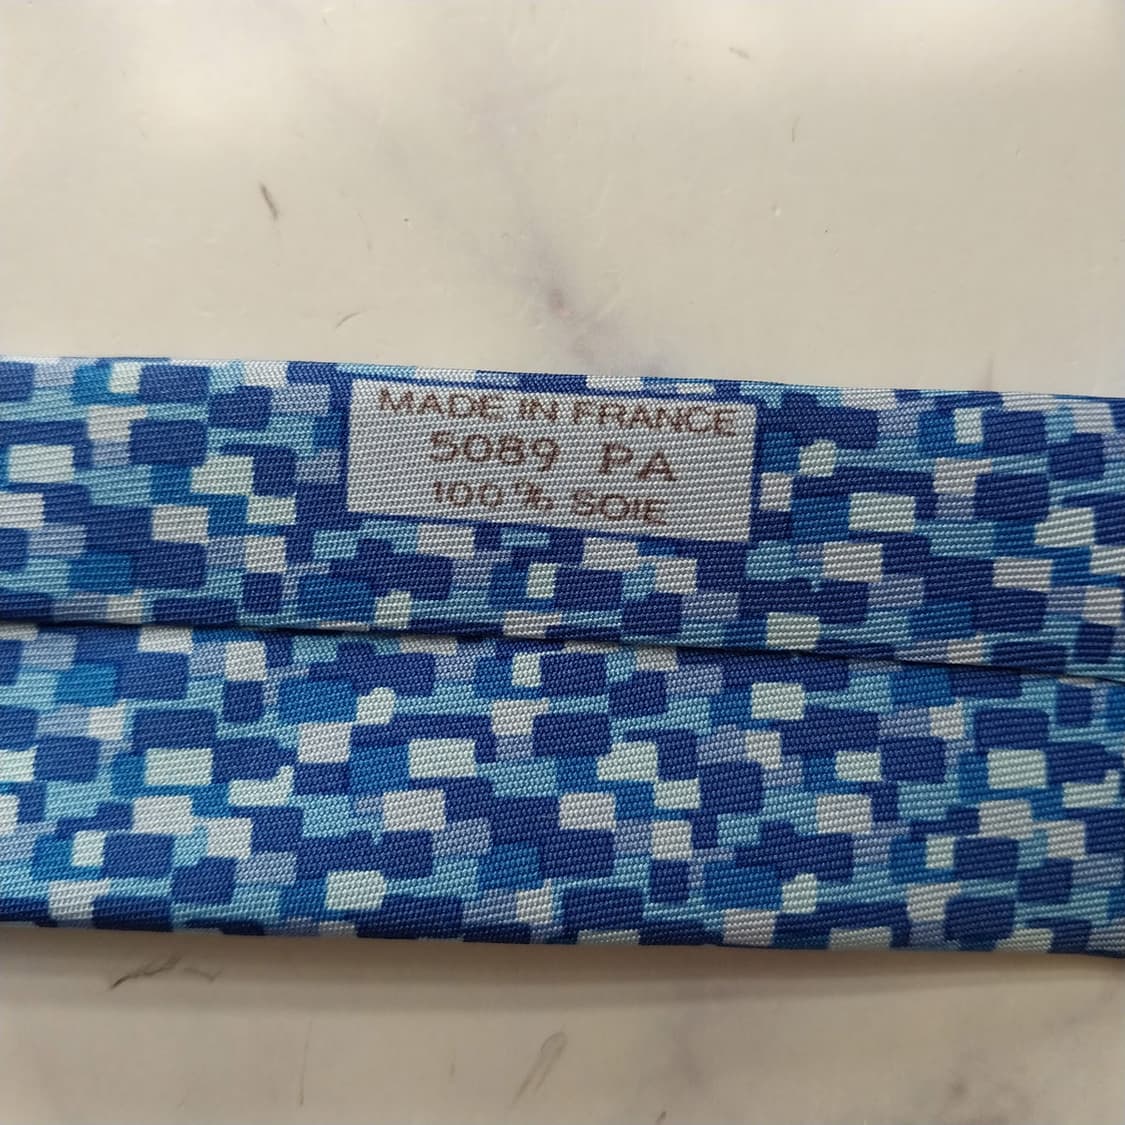 MADE IN FRANCE
5089 PA
100% SOIE